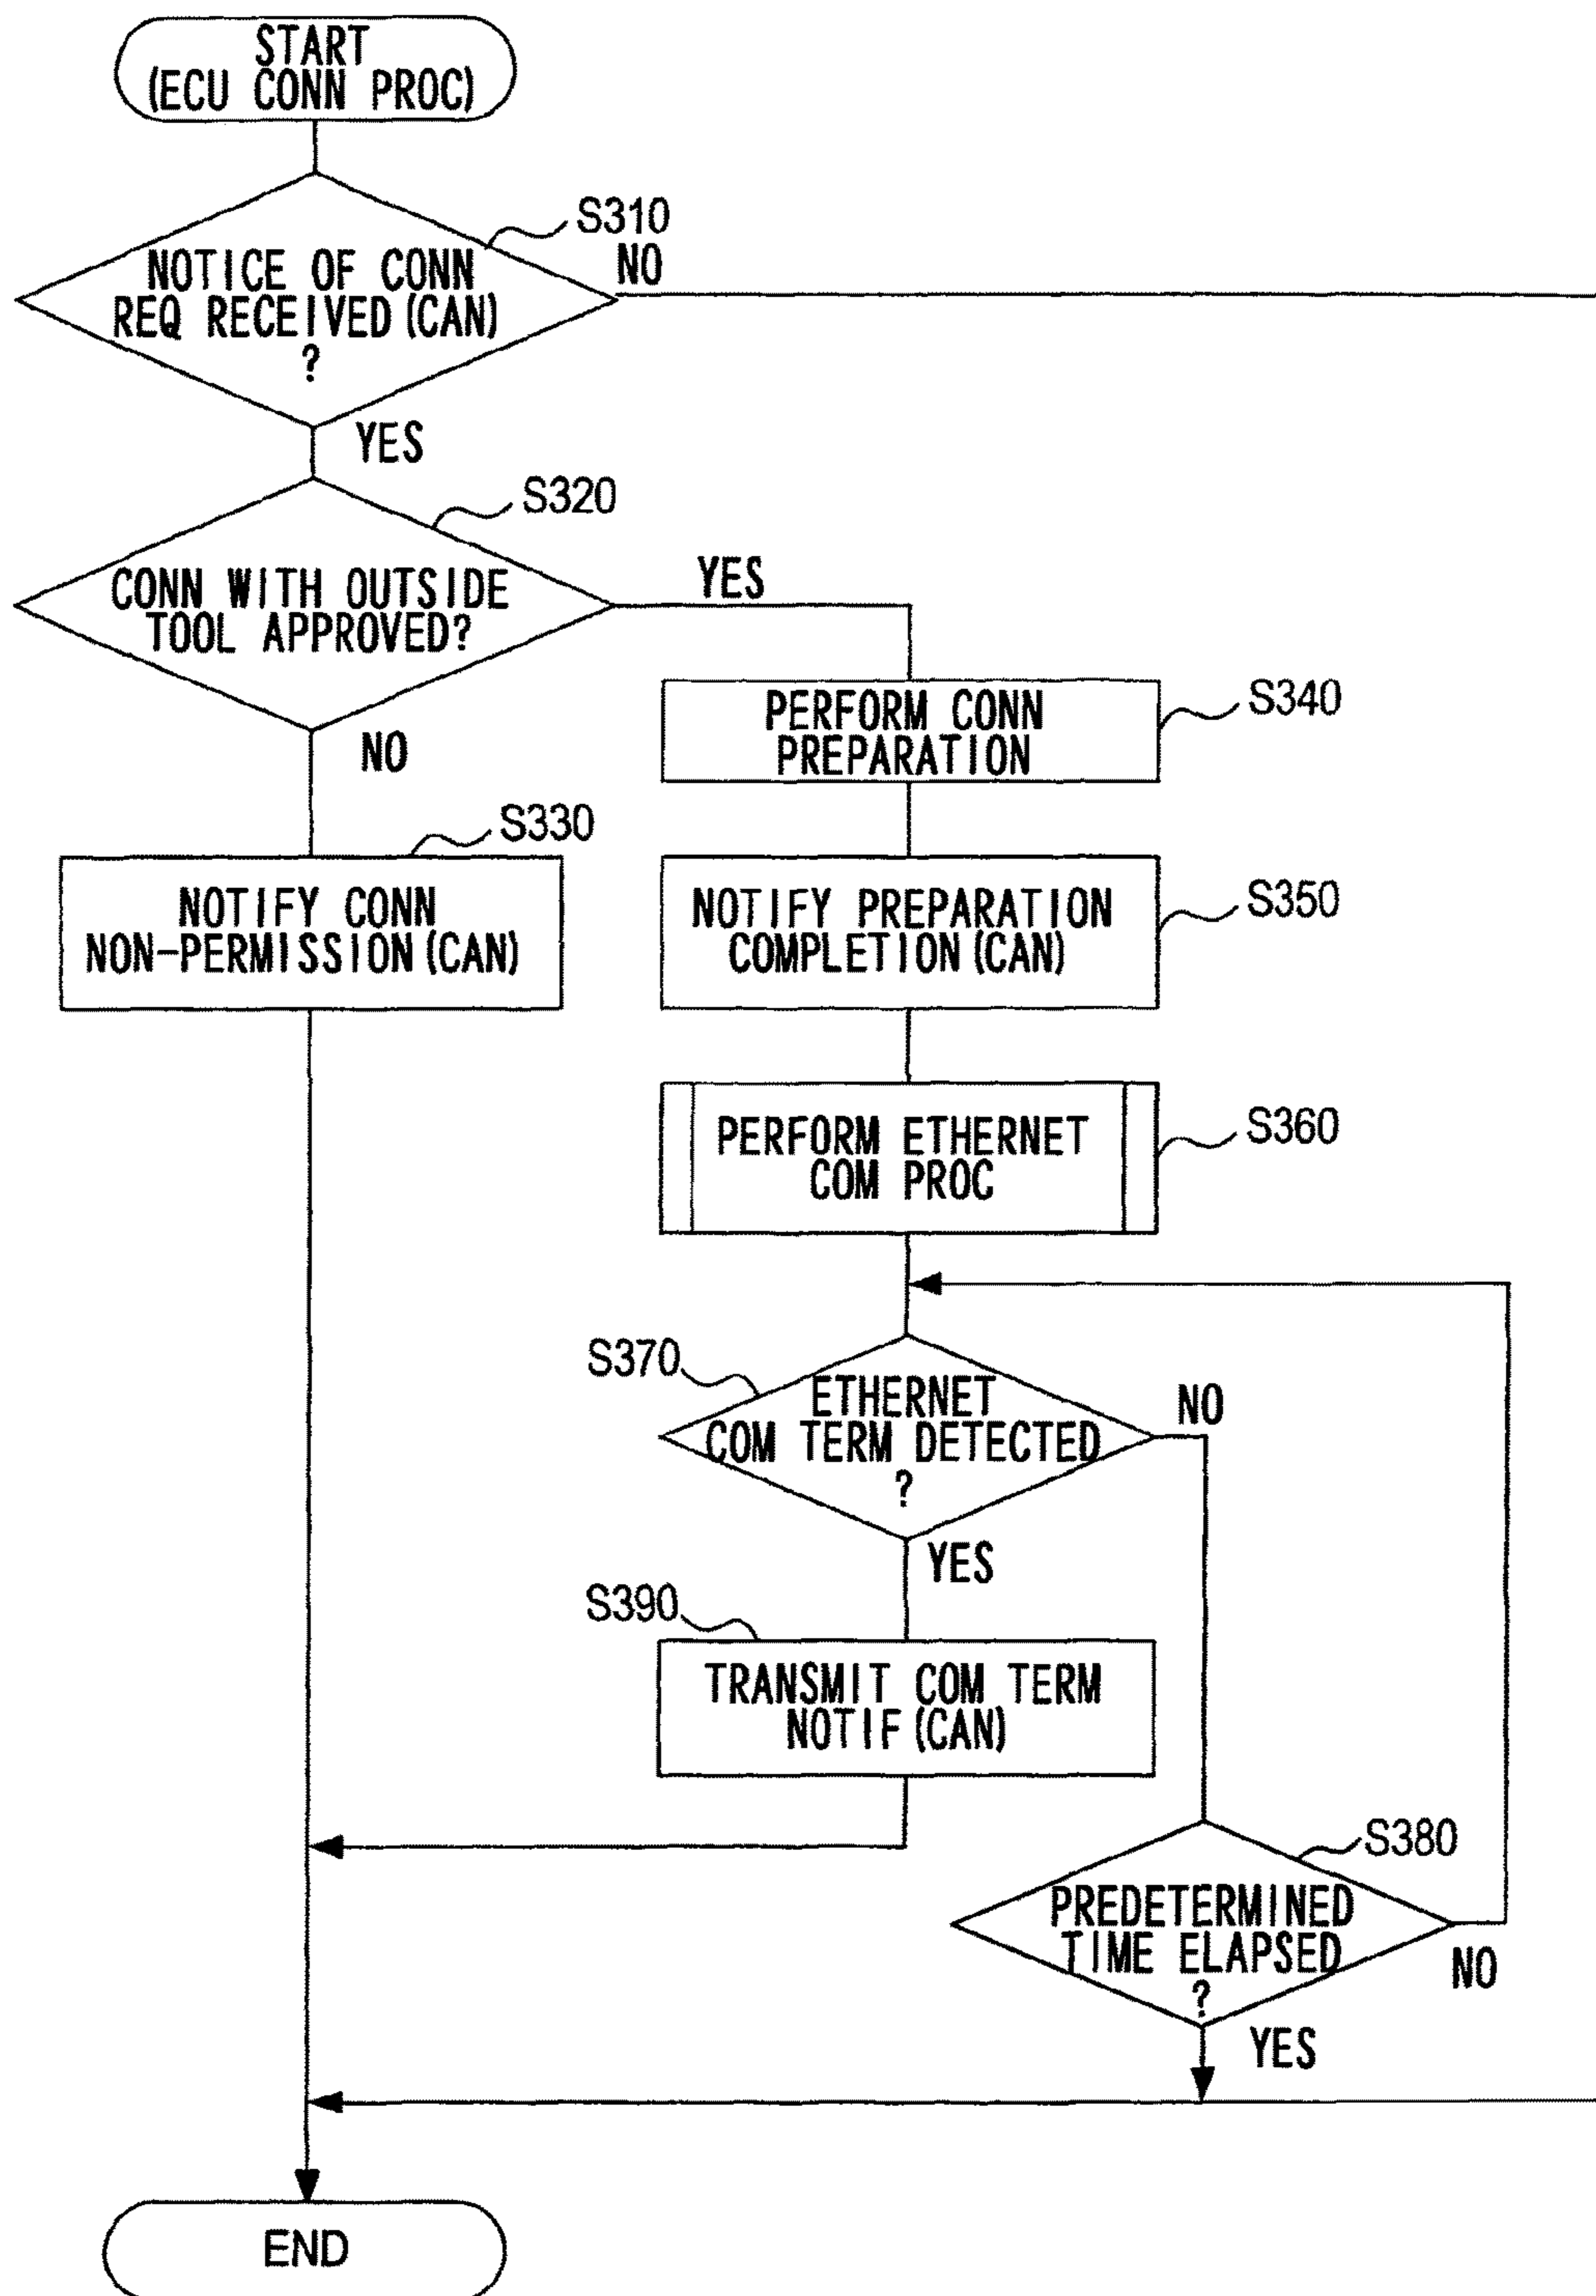 START
(ECU CONN PROC)
S310
NOTICE OF CONN
REQ RECEIVED (CAN)
?
NO
YES
S320
CONN WITH OUTSIDE
TOOL APPROVED?
YES
NO
S340
PERFORM CONN
PREPARATION
S330
NOTIFY CONN
NON-PERMISSION (CAN)
S350
NOTIFY PREPARATION
COMPLETION (CAN)
S360
PERFORM ETHERNET
COM PROC
S370
ETHERNET
COM TERM DETECTED
?
NO
YES
S390
TRANSMIT COM TERM
NOTIF (CAN)
S380
PREDETERMINED
TIME ELAPSED
?
NO
YES
END